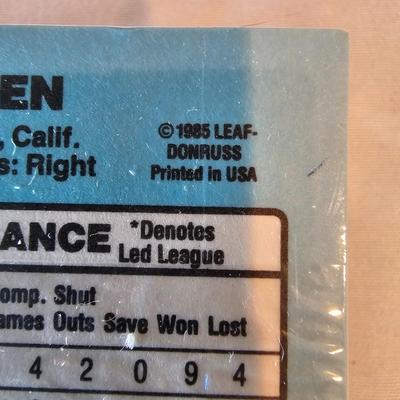 EN
, Calif.
s: Right
©1985 LEAF-
DONRUSS
Printed in USA
ANCE
*Denotes
Led League
omp. Shut
ames Outs Save Won Lost
4 2 0 9 4